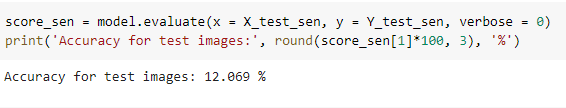 score_sen = model.evaluate(x = X_test_sen, y = Y_test_sen, verbose = 0)
print('Accuracy for test images:', round(score_sen[1]*100, 3), '%')
Accuracy for test images: 12.069 %